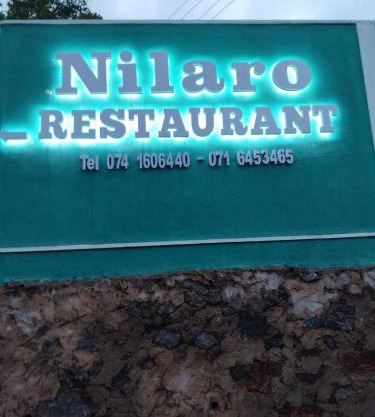 Nilaro
RESTAURANT
Tel 074 1606440 - 071 6453465